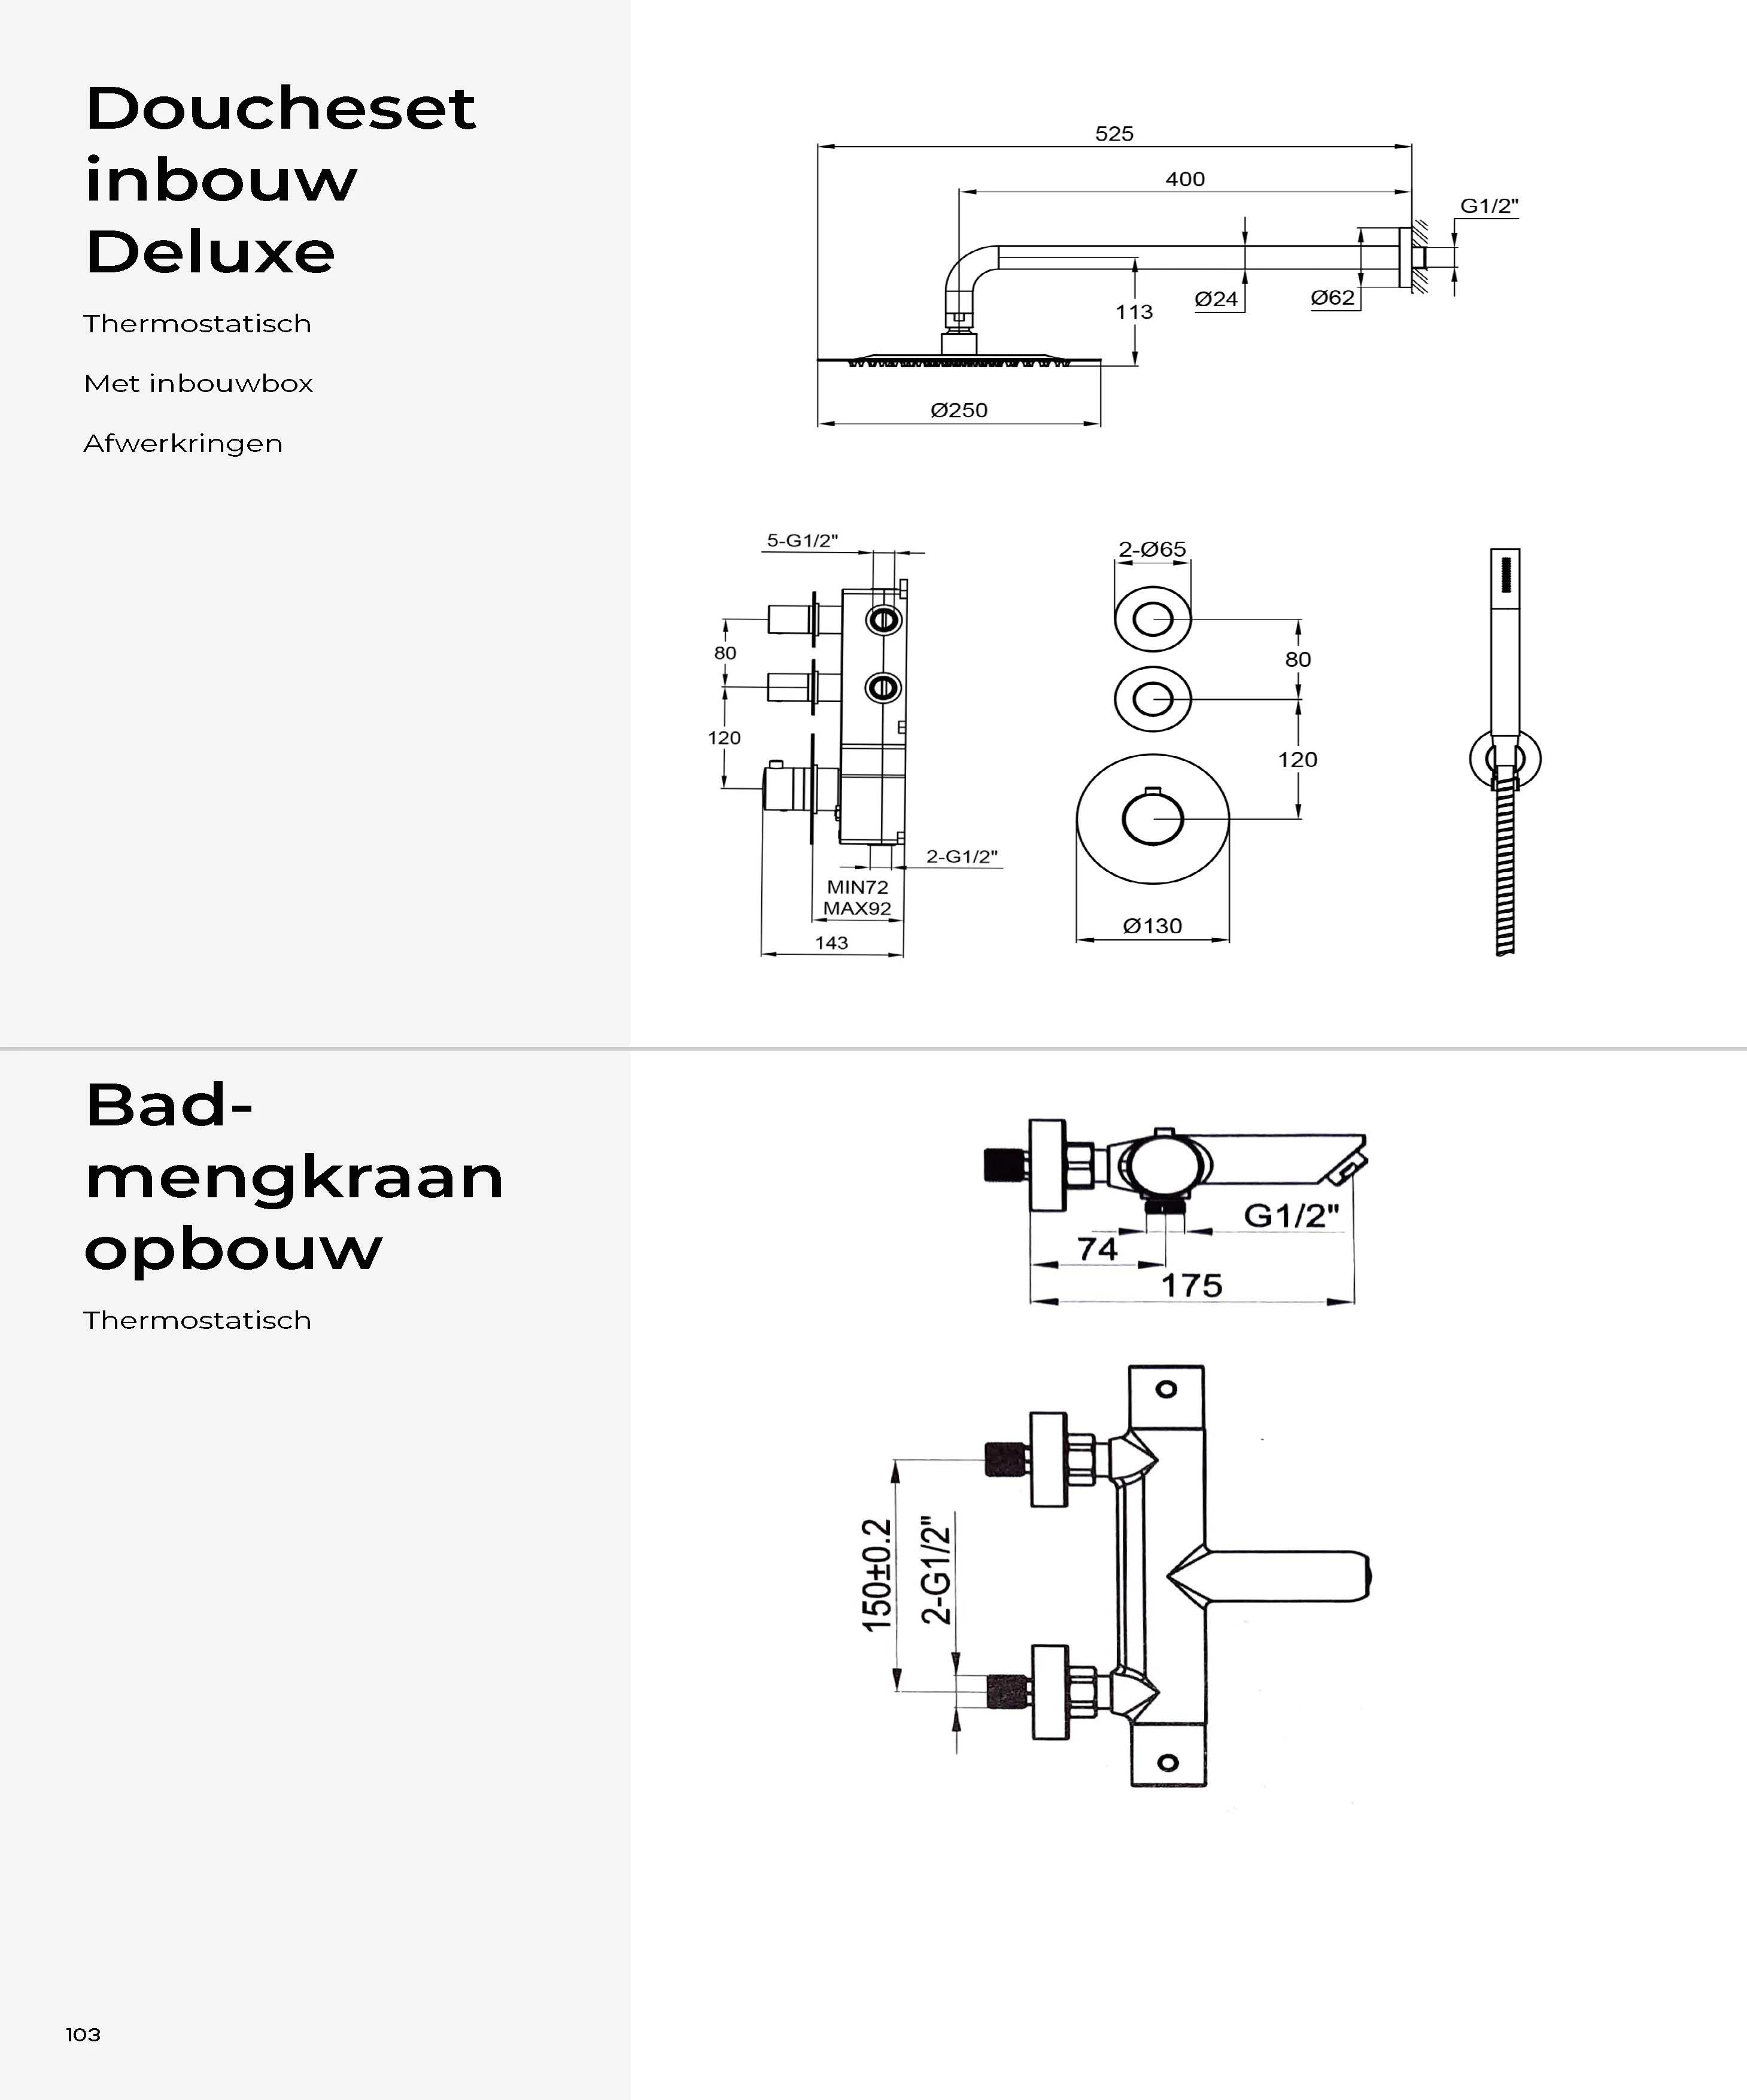 Doucheset
inbouw
Deluxe
Thermostatisch
Met inbouwbox
Afwerkringen
525
400
G1/2"
Ø24
Ø62
113
Ø250
5-G1/2"
80
120
2-G1/2"
MIN72
MAX92
143
2-Ø65
80
120
Ø130
Bad-
mengkraan
opbouw
Thermostatisch
G1/2"
74
175
150±0.2
2-G1/2"
103